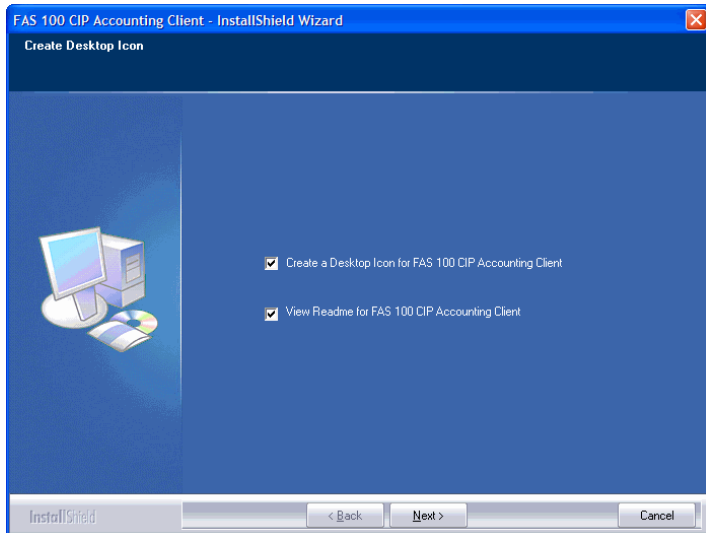 FAS 100 CIP Accounting Client - InstallShield Wizard
Create Desktop Icon
Create a Desktop Icon for FAS 100 CIP Accounting Client
View Readme for FAS 100 CIP Accounting Client
InstallShield
< Back Next > Cancel